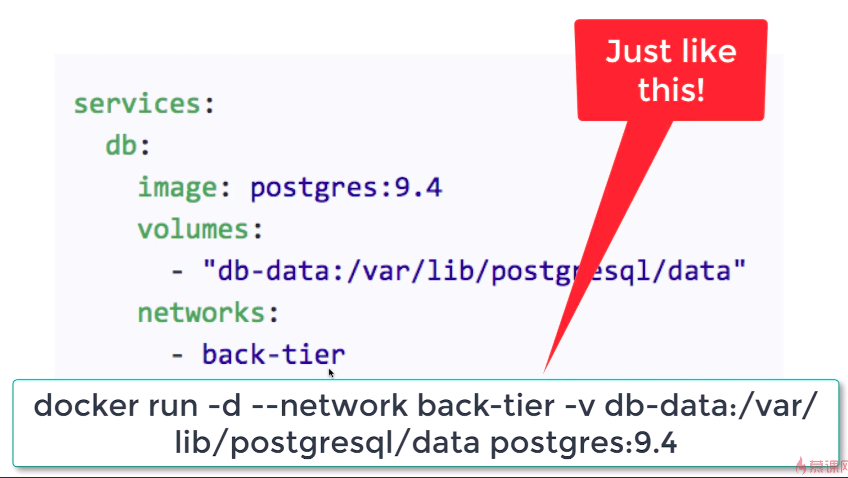 Just like
this!
services:
db:
image: postgres:9.4
volumes:
- "db-data:/var/lib/postgresql/data"
networks:
- back-tier
docker run -d --network back-tier -v db-data:/var/
lib/postgresql/data postgres:9.4
慕课网